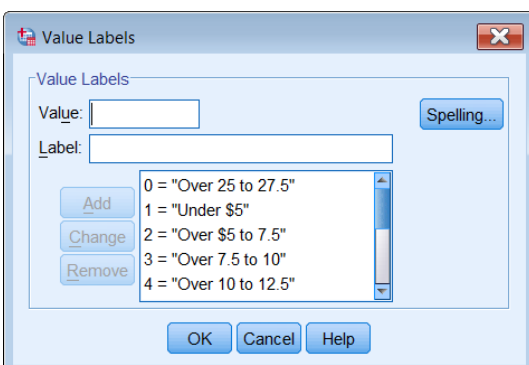 Value Labels
Value Labels
Value:
Spelling...
Label:
0 = "Over 25 to 27.5"
Add
1 = "Under $5"
2 = "Over $5 to 7.5"
Change
3 = "Over 7.5 to 10"
Remove
4 = "Over 10 to 12.5"
OK Cancel Help